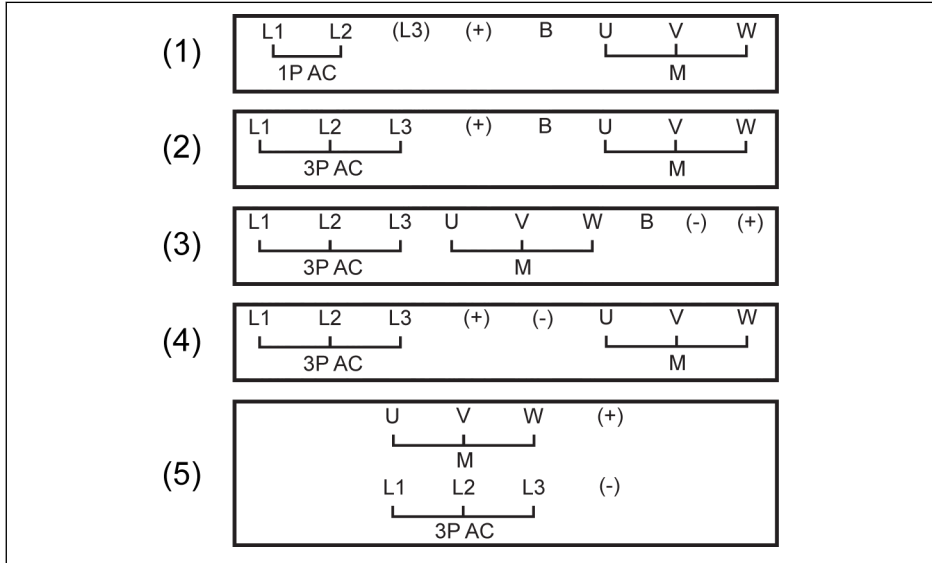 (1) L1 L2 (L3) (+) B U V W
1P AC M
(2) L1 L2 L3 (+) B U V W
3P AC M
(3) L1 L2 L3 U V W B (-) (+)
3P AC M
(4) L1 L2 L3 (+) (-) U V W
3P AC M
U V W (+)
M
(5)
L1 L2 L3 (-)
3P AC